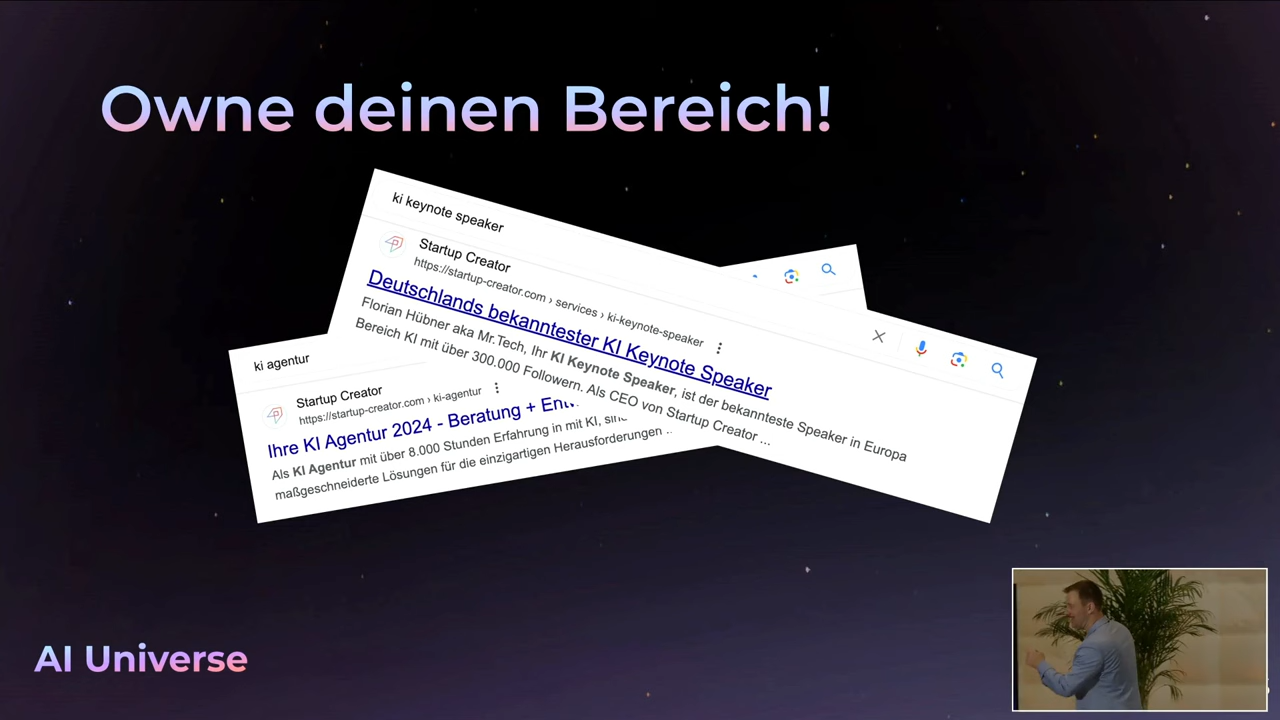 Owne deinen Bereich!
ki keynote speaker
Startup Creator
https://startup-creator.com › services › ki-keynote-speaker
Deutschlands bekanntester KI Keynote Speaker
Florian Hübner aka Mr.Tech, Ihr KI Keynote Speaker, ist der bekannteste Speaker in Europa
Bereich KI mit über 300.000 Followern. Als CEO von Startup Creator ...
ki agentur
Startup Creator
https://startup-creator.com › ki-agentur
Ihre KI Agentur 2024 - Beratung +
Als KI Agentur mit über 8.000 Stunden Erfahrung in mit KI,
maßgeschneiderte Lösungen für die einzigartigen Herausforderungen ..
AI Universe